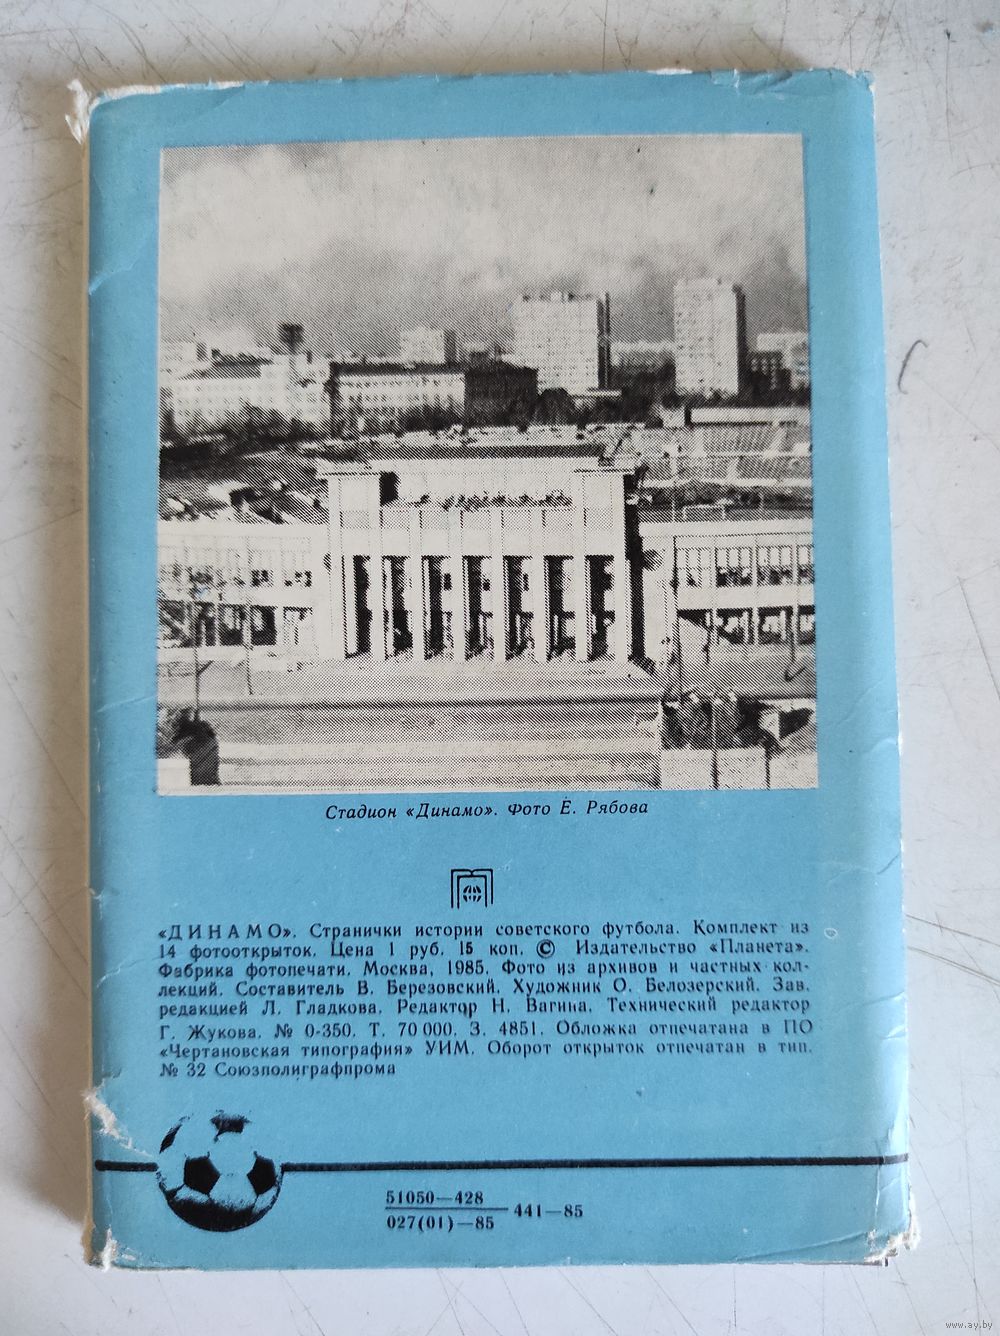 Стадион «Динамо». Фото Е. Рябова
«ДИНАМО». Странички истории советского футбола. Комплект из
14 фотооткрыток. Цена 1 руб. 15 коп. © Издательство «Планета».
Фабрика фотопечати. Москва, 1985. Фото из архивов и частных кол-
лекций. Составитель В. Березовский. Художник О. Белозерский. Зав.
редакцией Л. Гладкова. Редактор Н. Вагина. Технический редактор
Г. Жукова. № 0-350. Т. 70 000. З. 4851. Обложка отпечатана в ПО
«Чертановская типография» УИМ. Оборот открыток отпечатан в тип.
№ 32 Союзполиграфпрома
51050—428
027(01)—85
441—85
www.ay.by